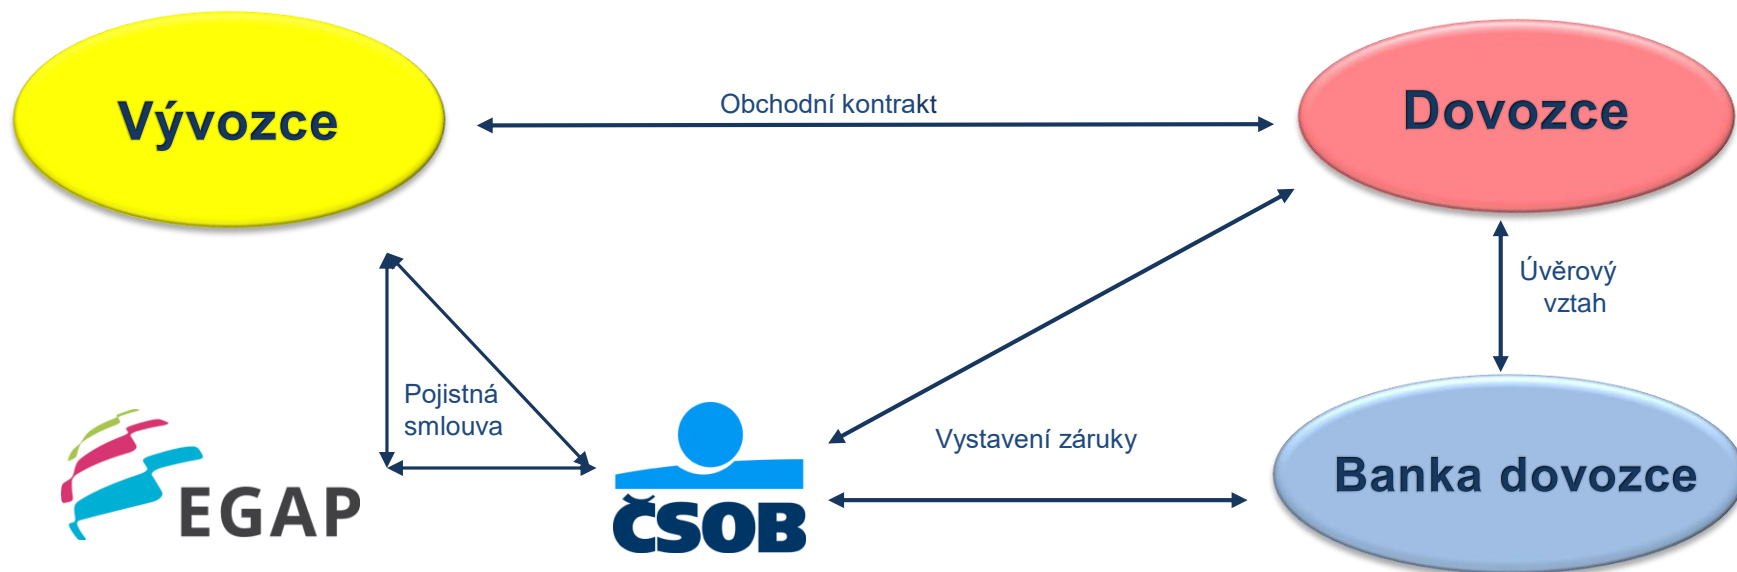 Vývozce
Obchodní kontrakt
Dovozce
Úvěrový
vztah
Pojistná
smlouva
Vystavení záruky
EGAP
ČSOB
Banka dovozce